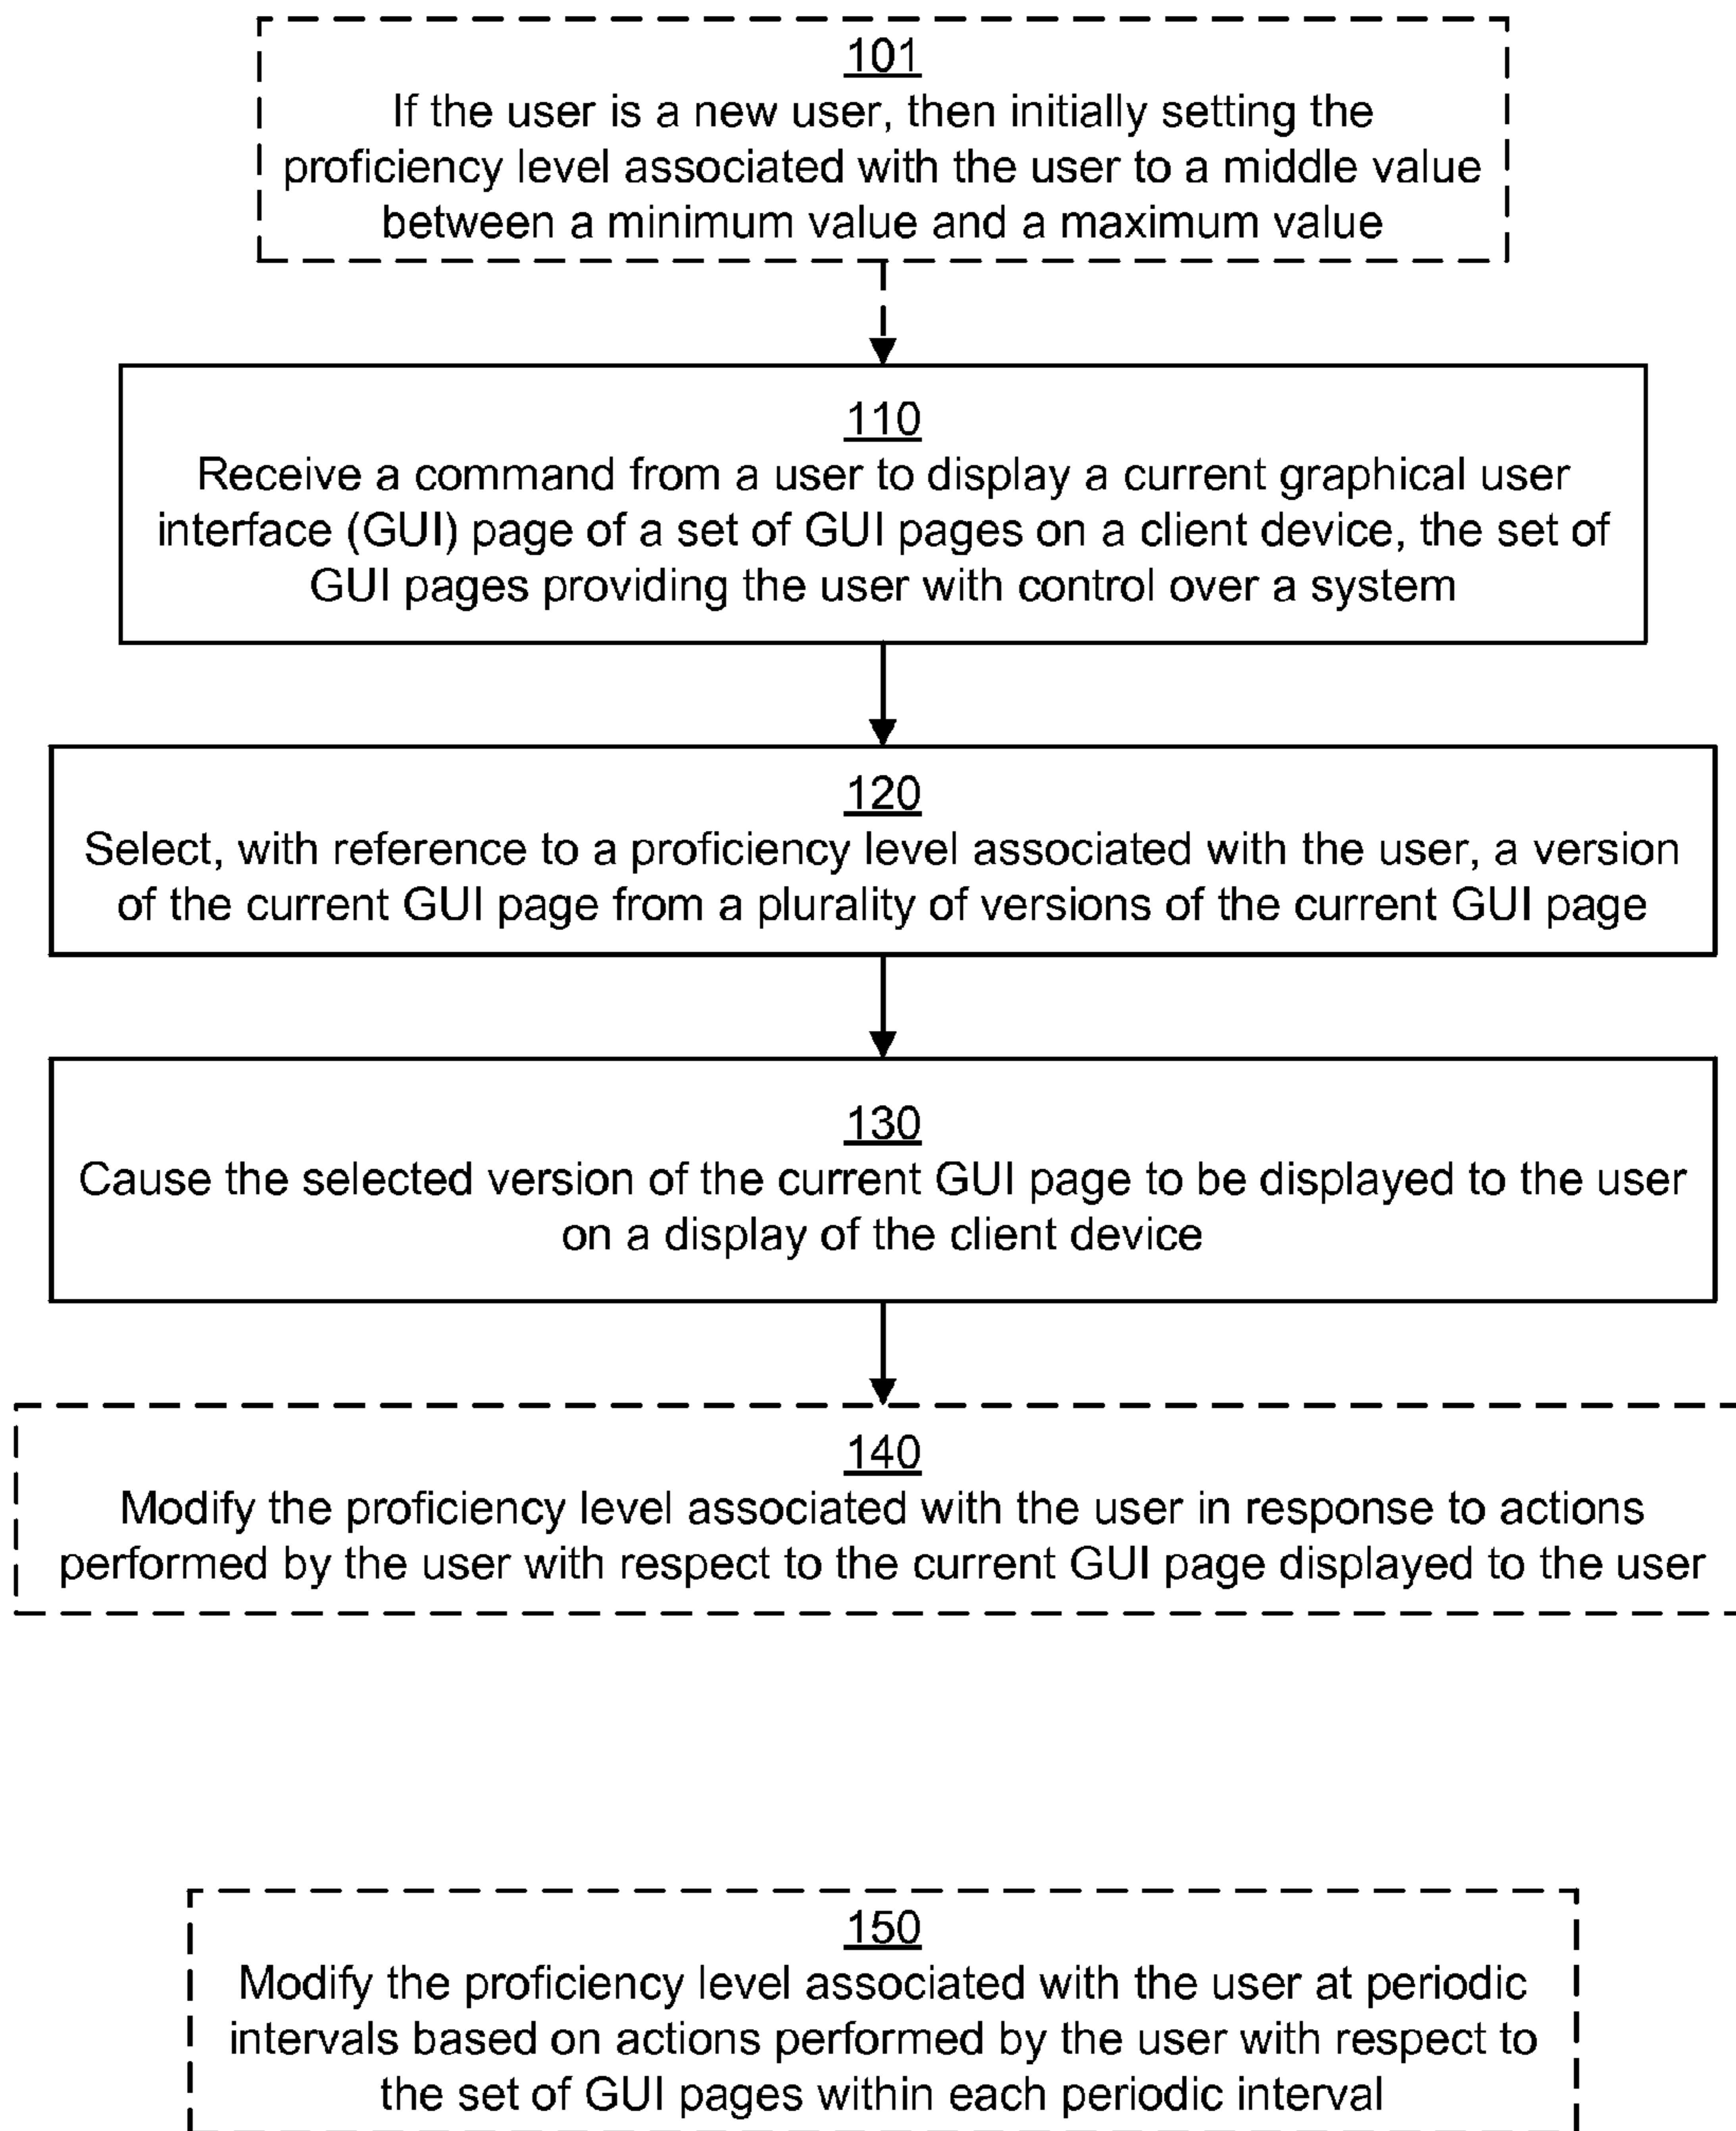 101
If the user is a new user, then initially setting the
proficiency level associated with the user to a middle value
between a minimum value and a maximum value
110
Receive a command from a user to display a current graphical user
interface (GUI) page of a set of GUI pages on a client device, the set of
GUI pages providing the user with control over a system
120
Select, with reference to a proficiency level associated with the user, a version
of the current GUI page from a plurality of versions of the current GUI page
130
Cause the selected version of the current GUI page to be displayed to the user
on a display of the client device
140
Modify the proficiency level associated with the user in response to actions
performed by the user with respect to the current GUI page displayed to the user
150
Modify the proficiency level associated with the user at periodic
intervals based on actions performed by the user with respect to
the set of GUI pages within each periodic interval